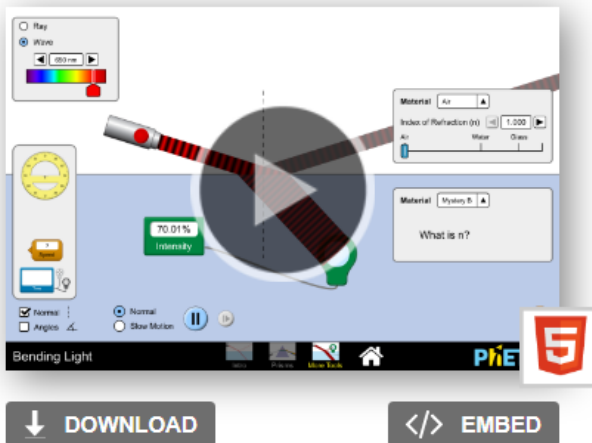 Ray
Wave
650 nm
Material Air
Index of Refraction (n) 1.000
Air Water Glass
Material Mystery B
What is n?
70.01%
Intensity
Speed
Time
Normal
Angles
Normal
Slow Motion
Bending Light
Intro Prisms More Tools
PhET
5
DOWNLOAD
</> EMBED